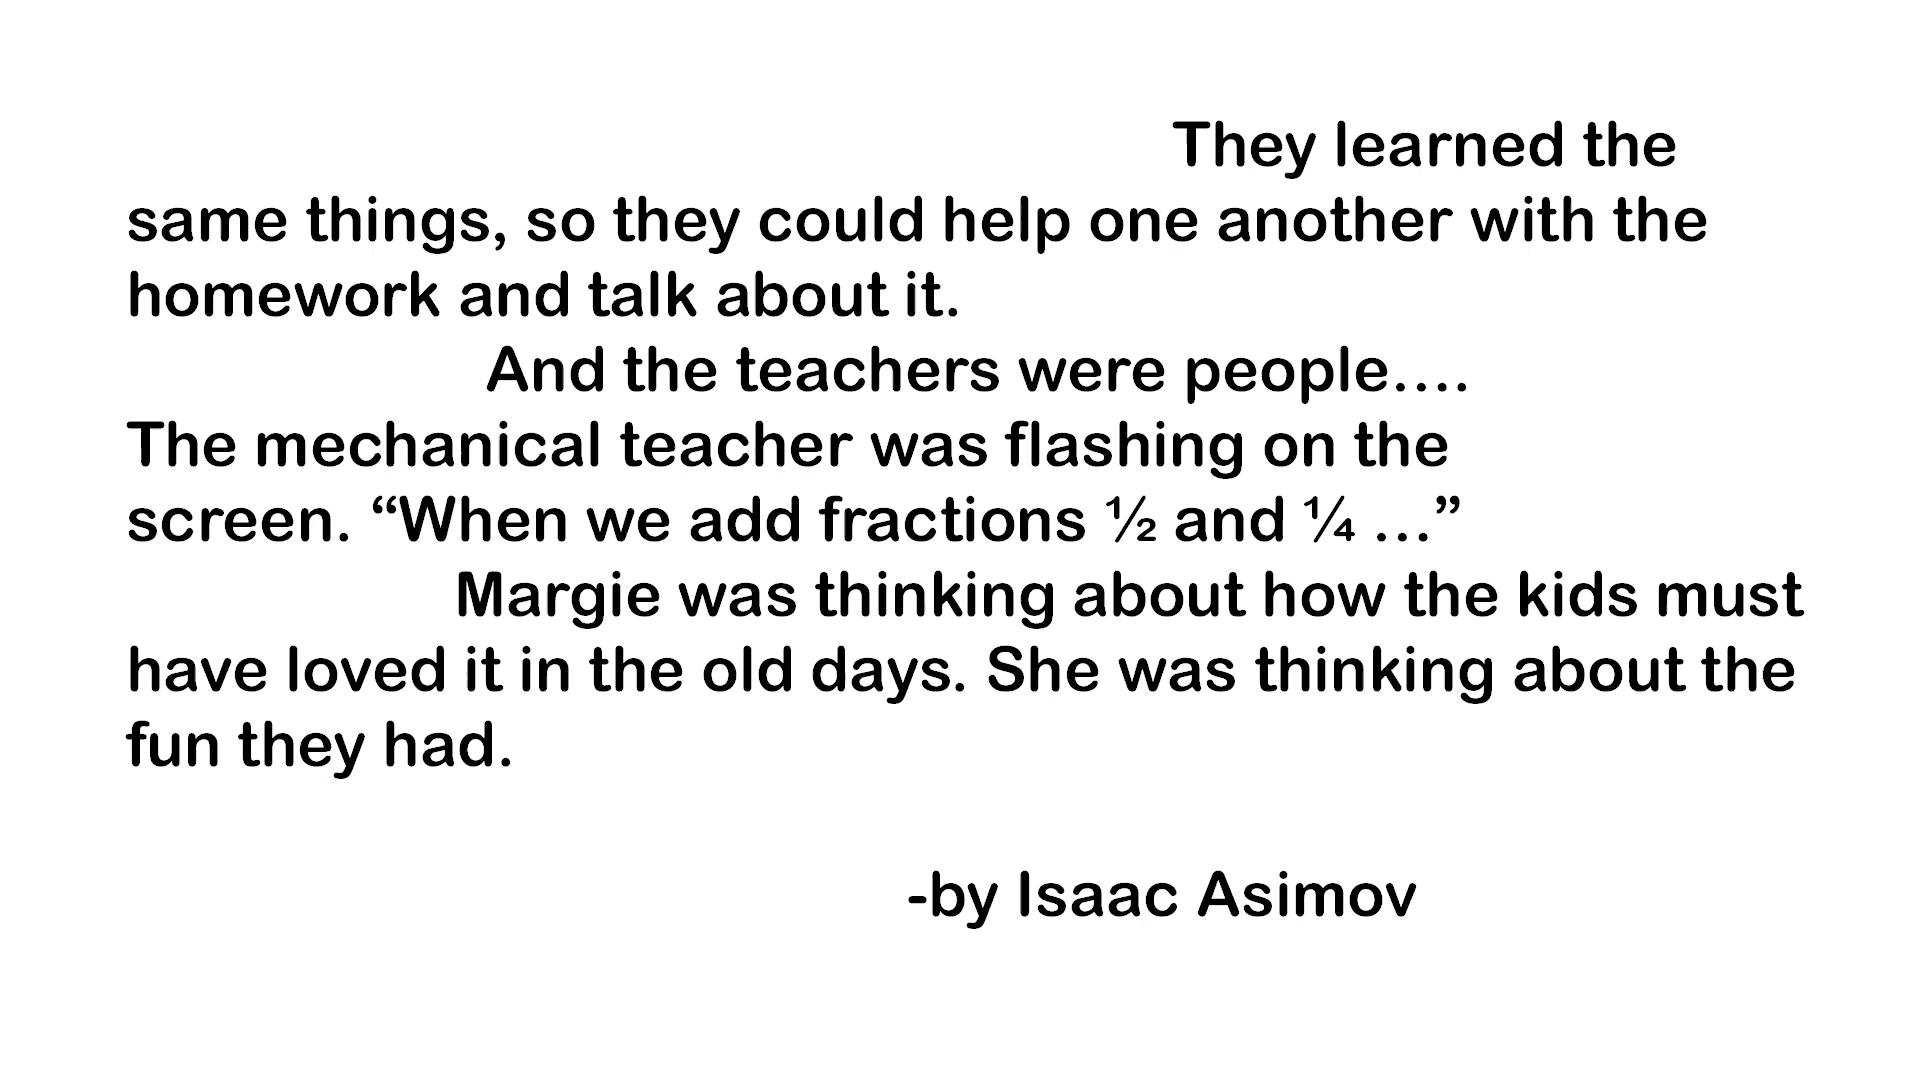 They learned the
same things, so they could help one another with the
homework and talk about it.
And the teachers were people....
The mechanical teacher was flashing on the
screen. “When we add fractions ½ and ¼ ...”
Margie was thinking about how the kids must
have loved it in the old days. She was thinking about the
fun they had.
-by Isaac Asimov